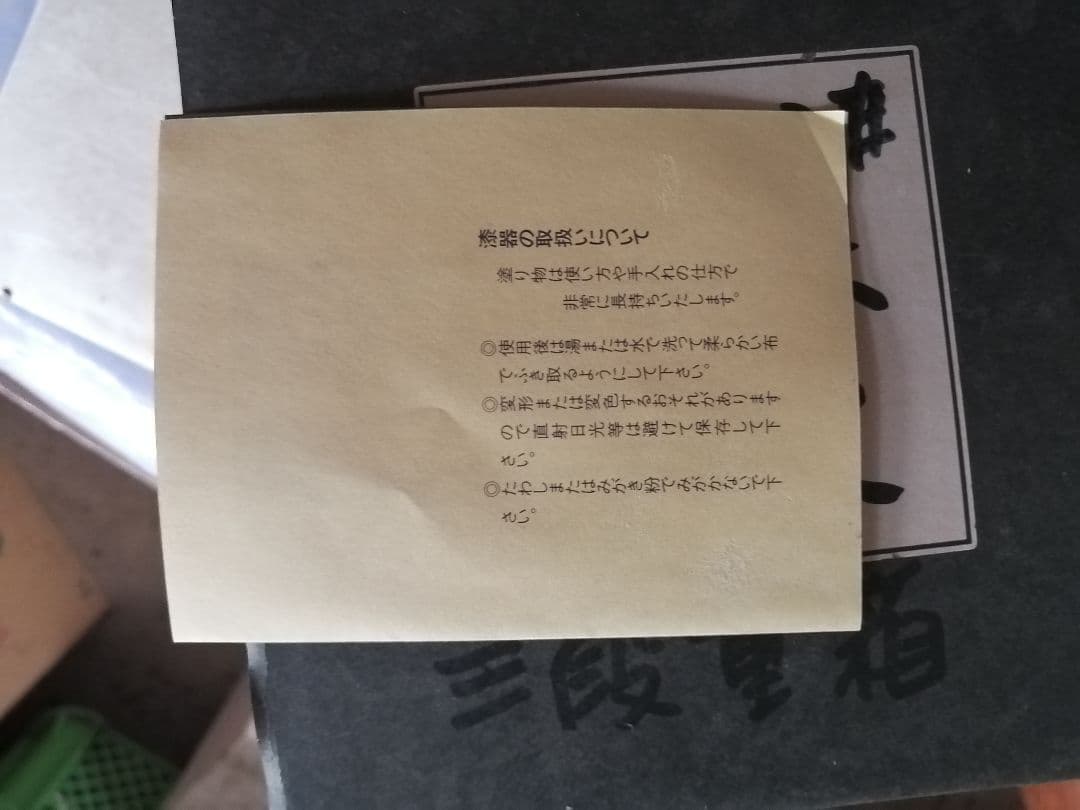 漆器の取扱いについて
塗り物は使い方や手入れの仕方で
非常に長持ちいたします。
◎使用後は湯または水で洗って柔らかい布
でふき取るようにして下さい。
◎変形または変色するおそれがあります
ので直射日光等は避けて保存して下
さい。
◎たわしまたはみがき粉でみがかないで下
さい。
三段重箱